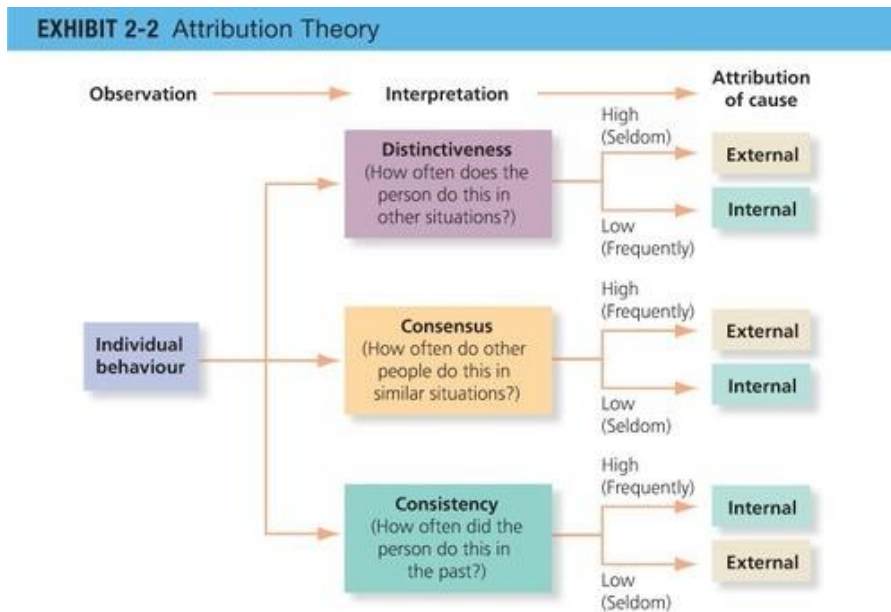 EXHIBIT 2-2 Attribution Theory
Observation
Interpretation
Attribution
of cause
Individual
behaviour
Distinctiveness
(How often does the
person do this in
other situations?)
High
(Seldom)
External
Low
(Frequently)
Internal
Consensus
(How often do other
people do this in
similar situations?)
High
(Frequently)
External
Low
(Seldom)
Internal
Consistency
(How often did the
person do this in
the past?)
High
(Frequently)
Internal
Low
(Seldom)
External